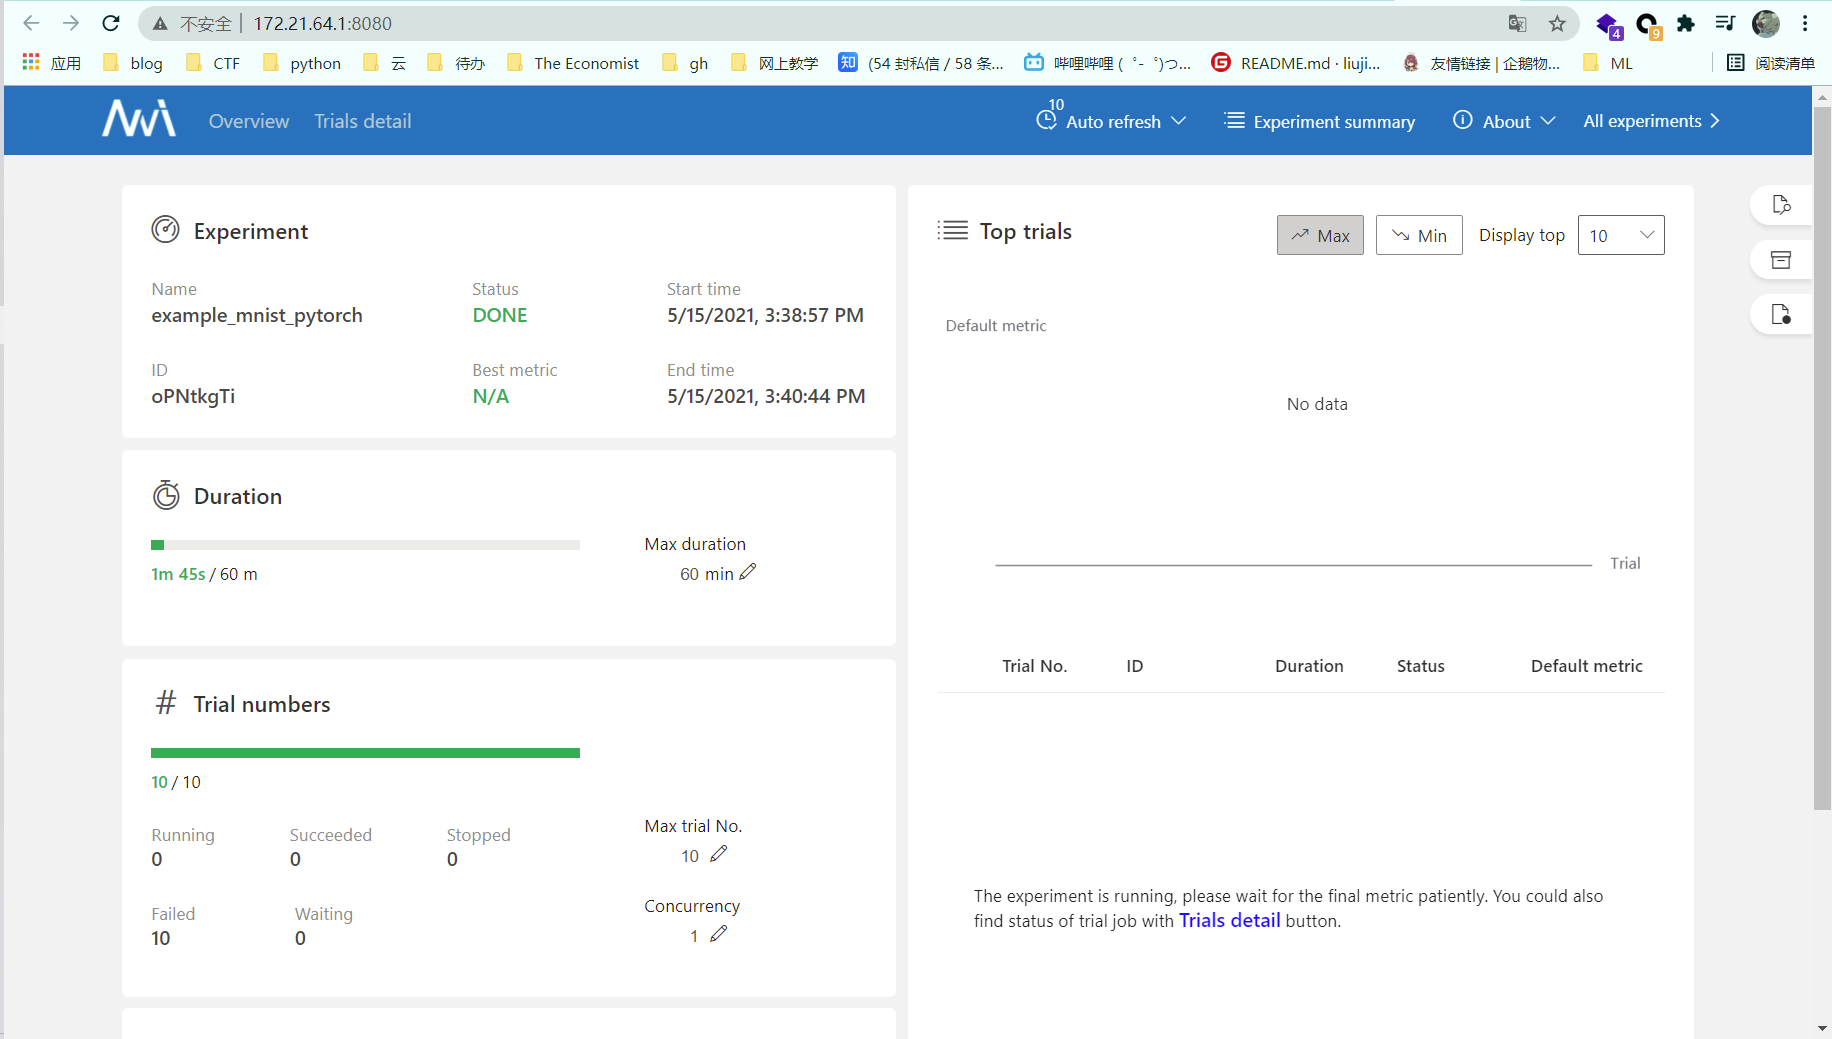 不安全 172.21.64.1:8080
4 9
应用 blog CTF python 云 待办 The Economist gh 网上教学 知 (54 封私信 / 58 条... 哔哩哔哩 ( ゜- ゜)つ... G README.md · liuji... 友情链接 | 企鹅物... ML 阅读清单
Overview Trials detail 10 Auto refresh Experiment summary About All experiments
Experiment
Name Status Start time
example_mnist_pytorch DONE 5/15/2021, 3:38:57 PM
ID Best metric End time
oPNtkgTi N/A 5/15/2021, 3:40:44 PM
Duration
Max duration
1m 45s / 60 m 60 min
# Trial numbers
10 / 10
Max trial No.
10
Running Succeeded Stopped
0 0 0
Concurrency
1
Failed Waiting
10 0
Top trials Max Min Display top 10
Default metric
No data
Trial
Trial No. ID Duration Status Default metric
The experiment is running, please wait for the final metric patiently. You could also
find status of trial job with Trials detail button.